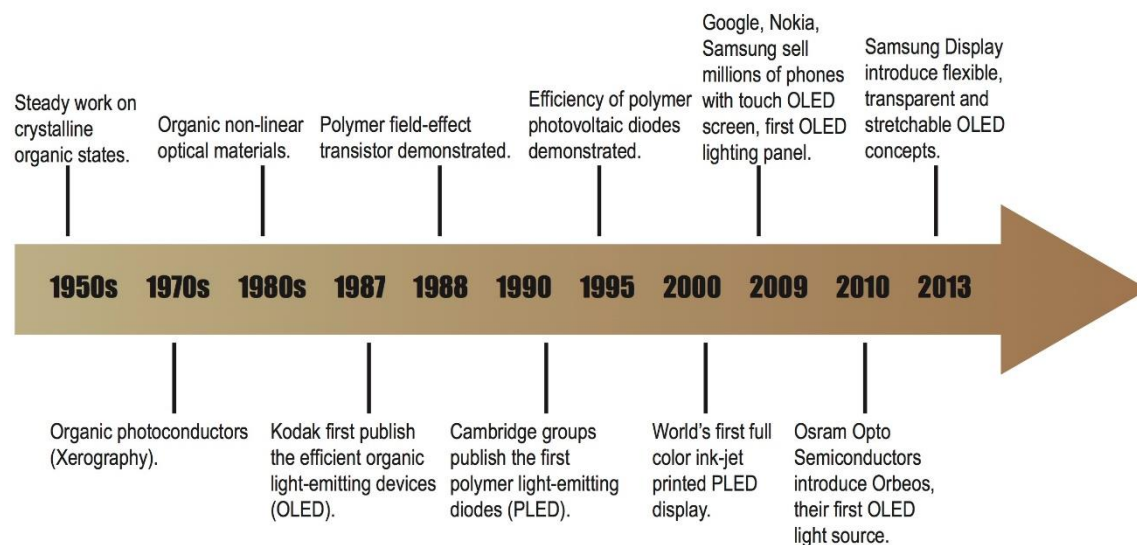 Steady work on
crystalline
organic states.
Organic non-linear
optical materials.
Polymer field-effect
transistor demonstrated.
Efficiency of polymer
photovoltaic diodes
demonstrated.
Google, Nokia,
Samsung sell
millions of phones
with touch OLED
screen, first OLED
lighting panel.
Samsung Display
introduce flexible,
transparent and
stretchable OLED
concepts.
1950s 1970s 1980s 1987 1988 1990 1995 2000 2009 2010 2013
Organic photoconductors
(Xerography).
Kodak first publish
the efficient organic
light-emitting devices
(OLED).
Cambridge groups
publish the first
polymer light-emitting
diodes (PLED).
World's first full
color ink-jet
printed PLED
display.
Osram Opto
Semiconductors
introduce Orbeos,
their first OLED
light source.